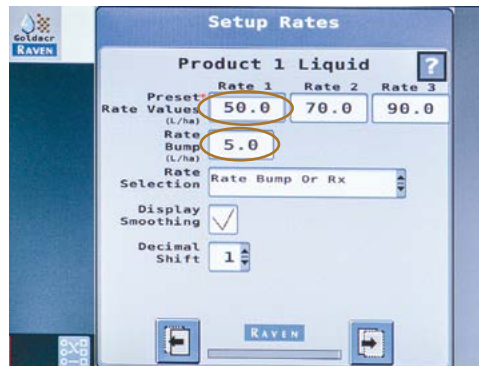 Setup Rates
Goldacr
RAVEN
Product 1 Liquid ?
Rate 1 Rate 2 Rate 3
Preset*
Rate Values 50.0 70.0 90.0
(L/ha)
Rate
Bump 5.0
(L/ha)
Rate
Selection Rate Bump Or Rx
Display
Smoothing
Decimal
Shift 1
RAVEN